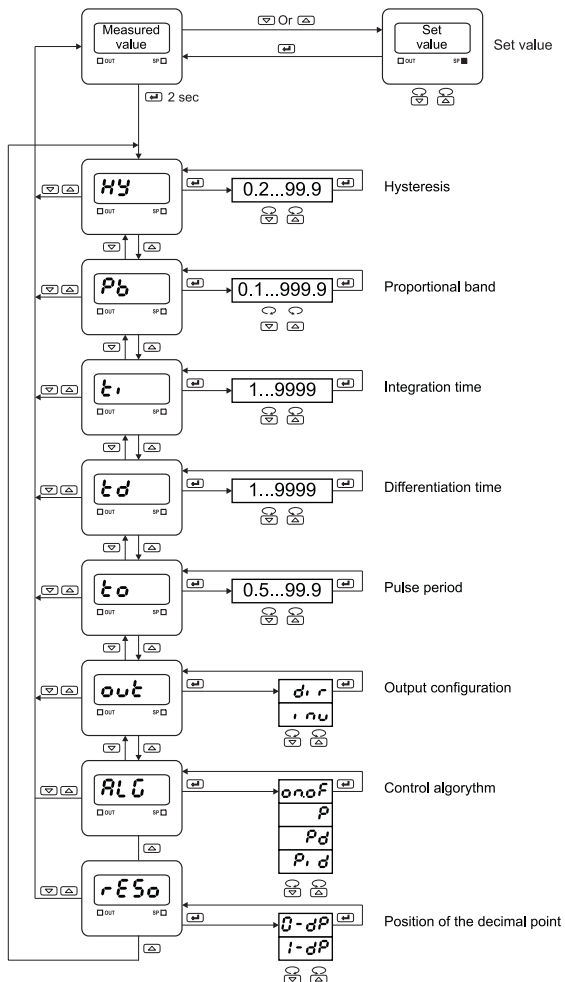 Measured
value
OUT SP
Or
Set
value
OUT SP
Set value
2 sec
HY
OUT SP
0.2...99.9
Hysteresis
Pb
OUT SP
0.1...999.9
Proportional band
ti
OUT SP
1...9999
Integration time
td
OUT SP
1...9999
Differentiation time
to
OUT SP
0.5...99.9
Pulse period
out
OUT SP
dir
inv
Output configuration
ALG
OUT SP
on.oF
P
Pd
Pid
Control algorythm
rESo
OUT SP
0-dP
1-dP
Position of the decimal point